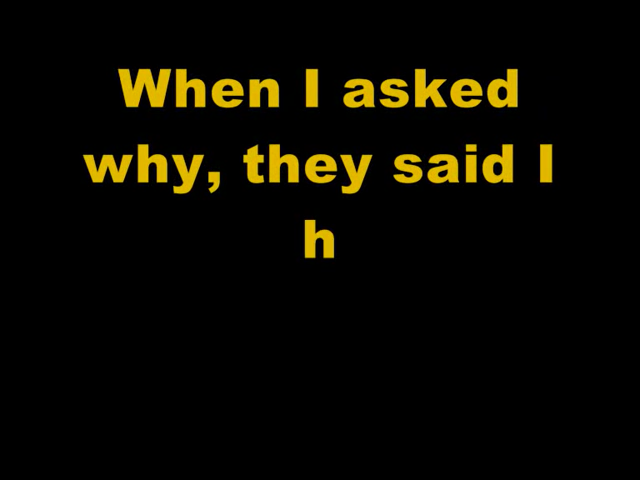 When I asked
why, they said I
h